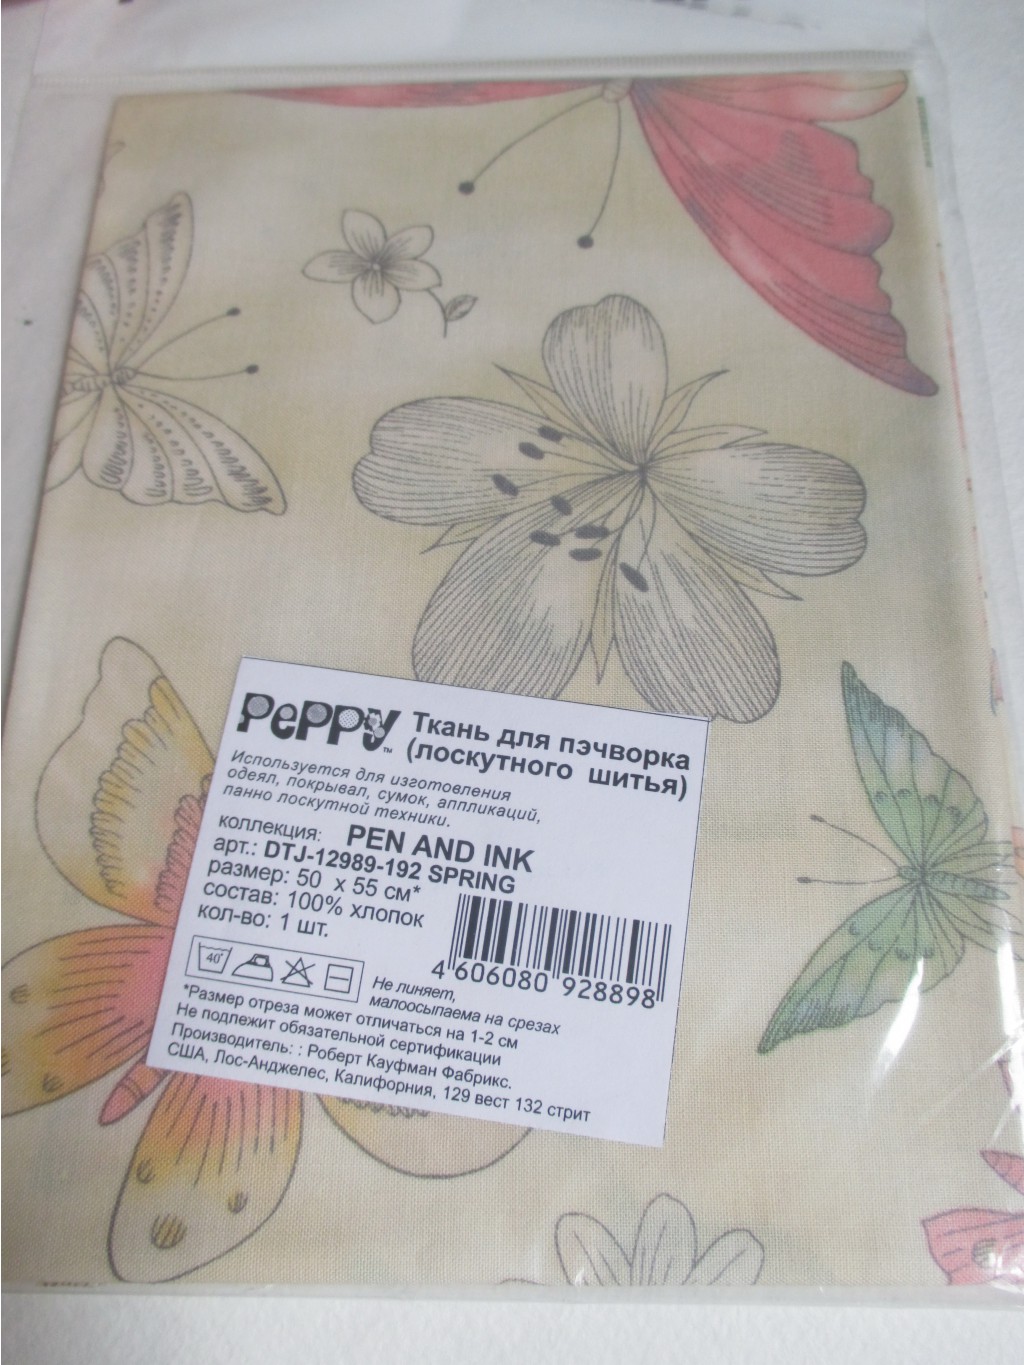 PePPY™ Ткань для пэчворка
(лоскутного шитья)
Используется для изготовления
одеял, покрывал, сумок, аппликаций,
панно лоскутной техники.
коллекция: PEN AND INK
арт.: DTJ-12989-192 SPRING
размер: 50 x 55 см*
состав: 100% хлопок
кол-во: 1 шт.
4 606080 928898
40°
Не линяет,
малоосыпаема на срезах
*Размер отреза может отличаться на 1-2 см
Не подлежит обязательной сертификации
Производитель: : Роберт Кауфман Фабрикс.
США, Лос-Анджелес, Калифорния, 129 вест 132 стрит